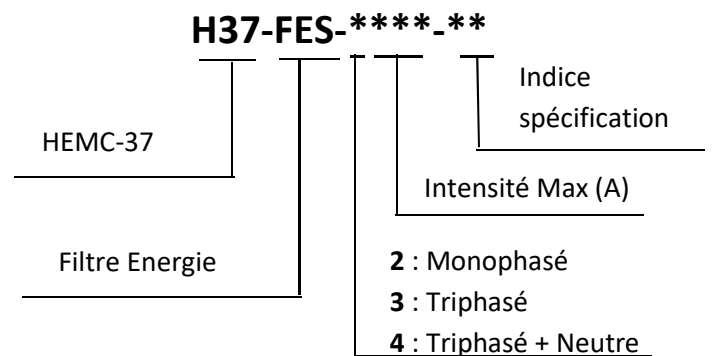 H37-FES-****-**
Indice
spécification
HEMC-37
Intensité Max (A)
Filtre Energie
2 : Monophasé
3 : Triphasé
4 : Triphasé + Neutre